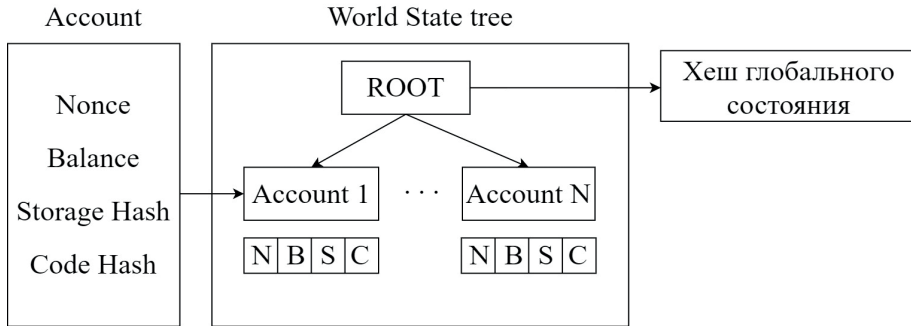 Account
World State tree
Nonce
Balance
Storage Hash
Code Hash
ROOT
Account 1
. . .
Account N
N B S C
N B S C
Хеш глобального
состояния